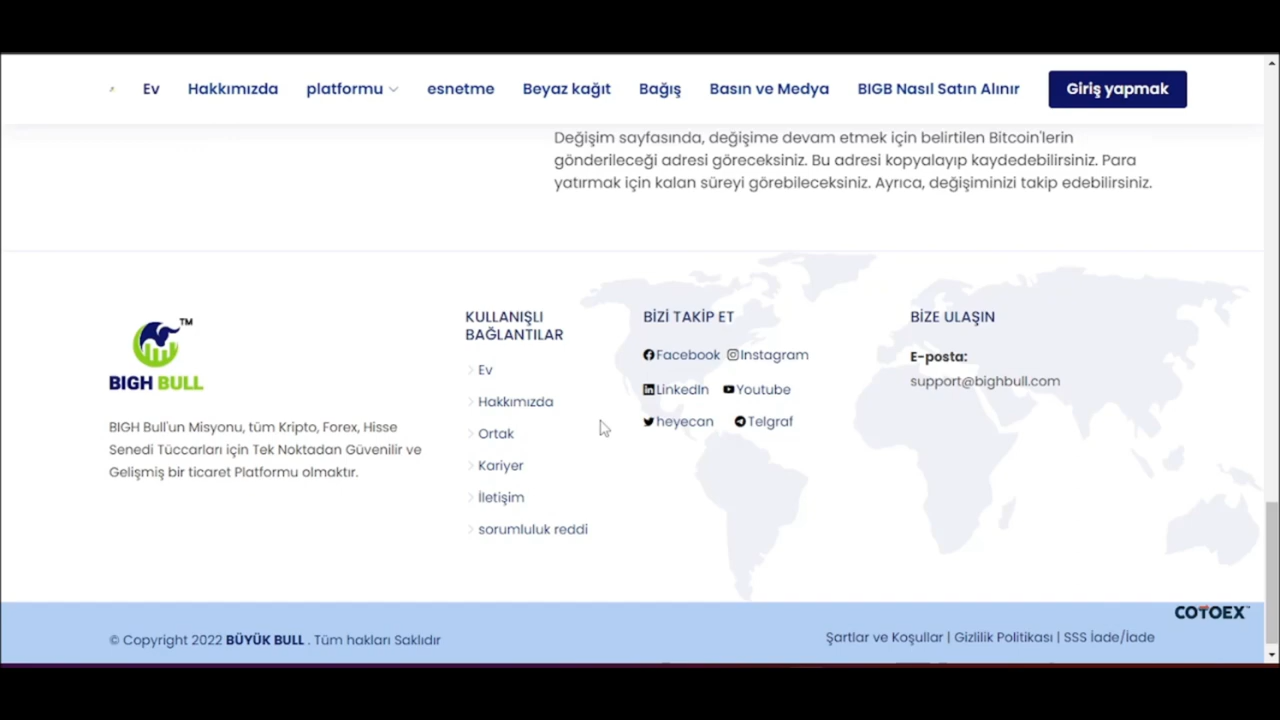 Ev Hakkımızda platformu esnetme Beyaz kağıt Bağış Basın ve Medya BIGB Nasıl Satın Alınır Giriş yapmak
Değişim sayfasında, değişime devam etmek için belirtilen Bitcoin'lerin
gönderileceği adresi göreceksiniz. Bu adresi kopyalayıp kaydedebilirsiniz. Para
yatırmak için kalan süreyi görebileceksiniz. Ayrıca, değişiminizi takip edebilirsiniz.
TM
BIGH BULL
BIGH Bull'un Misyonu, tüm Kripto, Forex, Hisse
Senedi Tüccarları için Tek Noktadan Güvenilir ve
Gelişmiş bir ticaret Platformu olmaktır.
KULLANIŞLI
BAĞLANTILAR
Ev
Hakkımızda
Ortak
Kariyer
İletişim
sorumluluk reddi
BİZİ TAKİP ET
Facebook Instagram
LinkedIn Youtube
heyecan Telgraf
BİZE ULAŞIN
E-posta:
support@bighbull.com
COTOEX™
© Copyright 2022 BÜYÜK BULL . Tüm hakları Saklıdır
Şartlar ve Koşullar | Gizlilik Politikası | SSS İade/İade